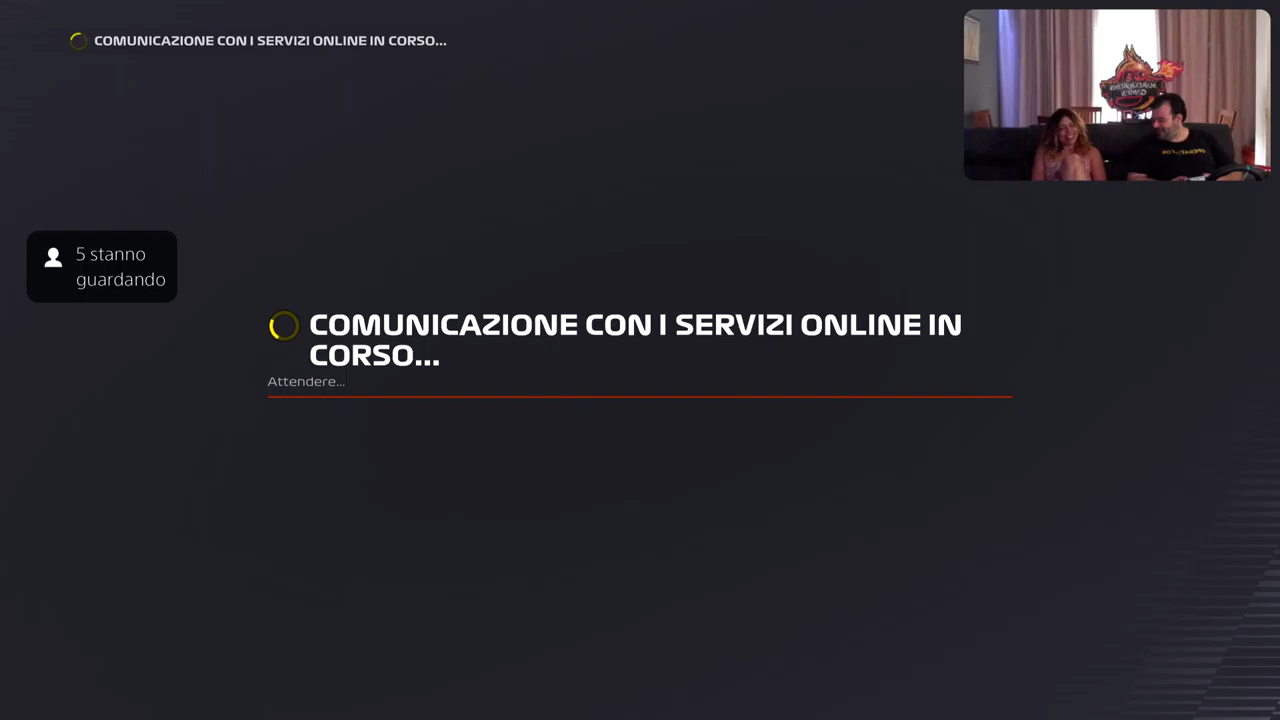 COMUNICAZIONE CON I SERVIZI ONLINE IN CORSO...
5 stanno
guardando
COMUNICAZIONE CON I SERVIZI ONLINE IN
CORSO...
Attendere...